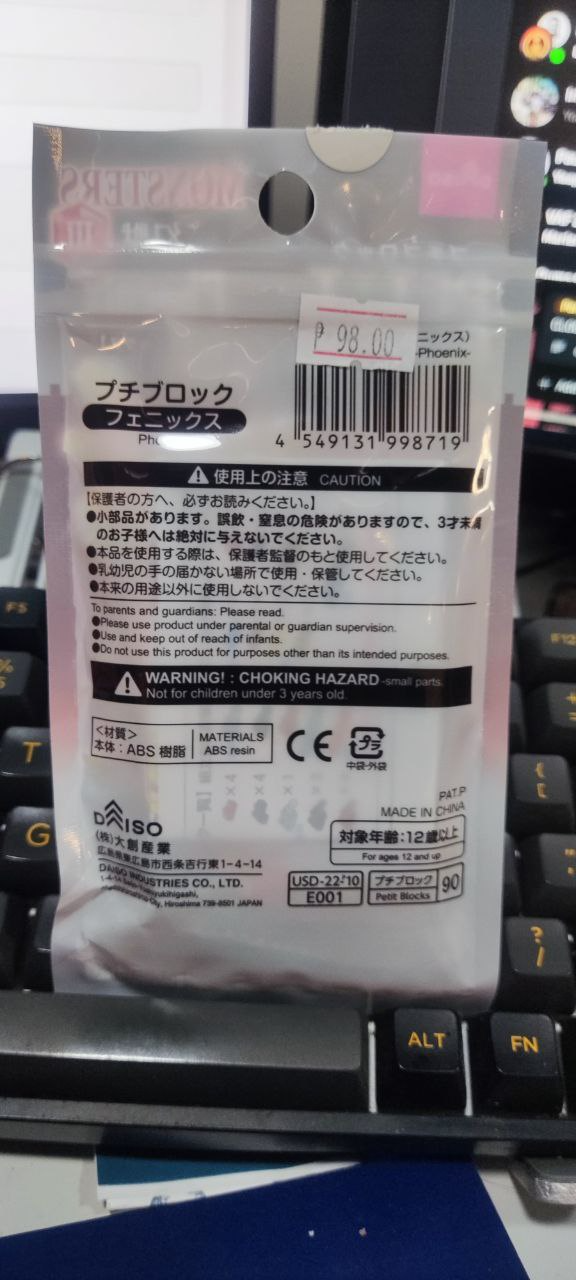 MONSTERS
III
₱ 98.00
ニックス)
-Phoenix-
プチブロック
フェニックス
4 549131 998719
使用上の注意 CAUTION
【保護者の方へ、必ずお読みください。】
●小部品があります。誤飲・窒息の危険がありますので、3才未満
のお子様へは絶対に与えないでください。
●本品を使用する際は、保護者監督のもと使用してください。
●乳幼児の手の届かない場所で使用・保管してください。
●本来の用途以外に使用しないでください。
To parents and guardians: Please read.
●Please use product under parental or guardian supervision.
●Use and keep out of reach of infants.
●Do not use this product for purposes other than its intended purposes.
WARNING! : CHOKING HAZARD -small parts.
Not for children under 3 years old.
<材質>
本体：ABS 樹脂
MATERIALS
ABS resin
CE
プラ
中袋・外袋
×4
×4
PAT.P
MADE IN CHINA
DAISO
(株)大創産業
広島県東広島市西条吉行東1-4-14
DAISO INDUSTRIES CO., LTD.
Hiroshima 739-8501 JAPAN
対象年齢:12歳以上
For ages 12 and up
USD-22♪10
E001
プチブロック
Petit Blocks
90
F5
%
5
T
G
F12
+
=
{
[
?
/
ALT
FN